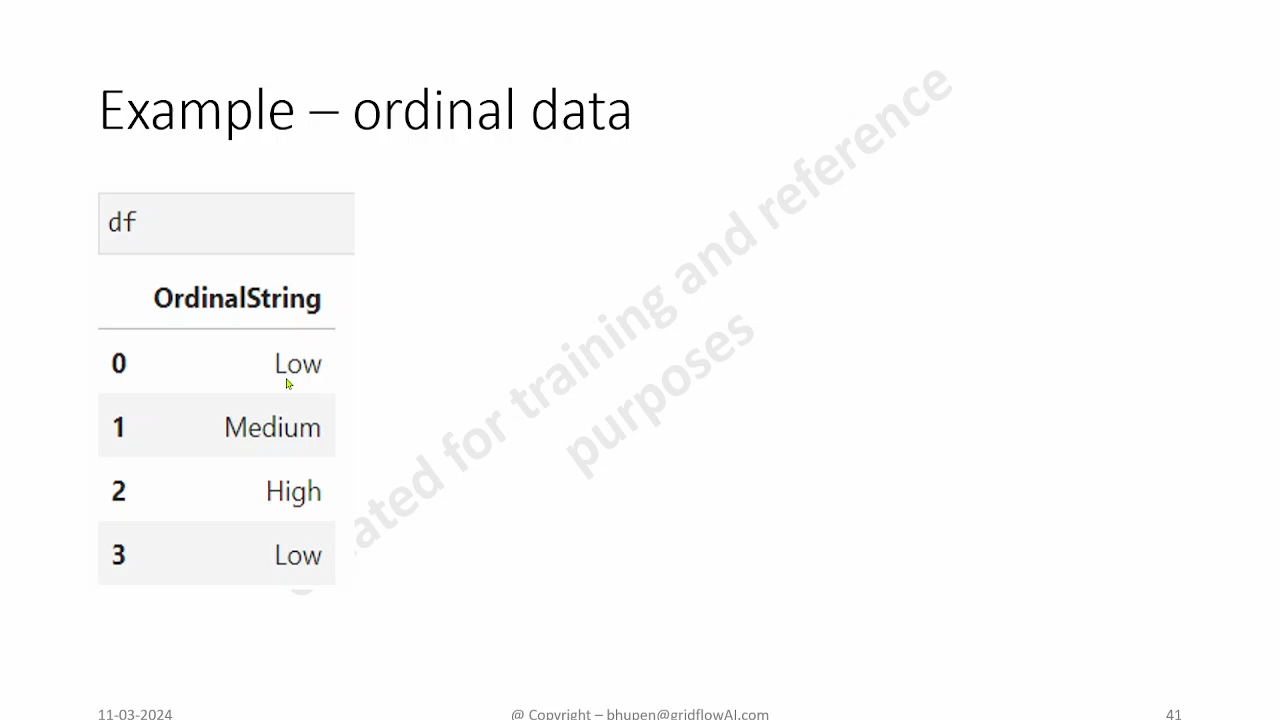 Example – ordinal data
df
OrdinalString
0 Low
1 Medium
2 High
3 Low
for training and reference
purposes
11-03-2024 @ Copyright – bhupen@gridflowAI.com 41